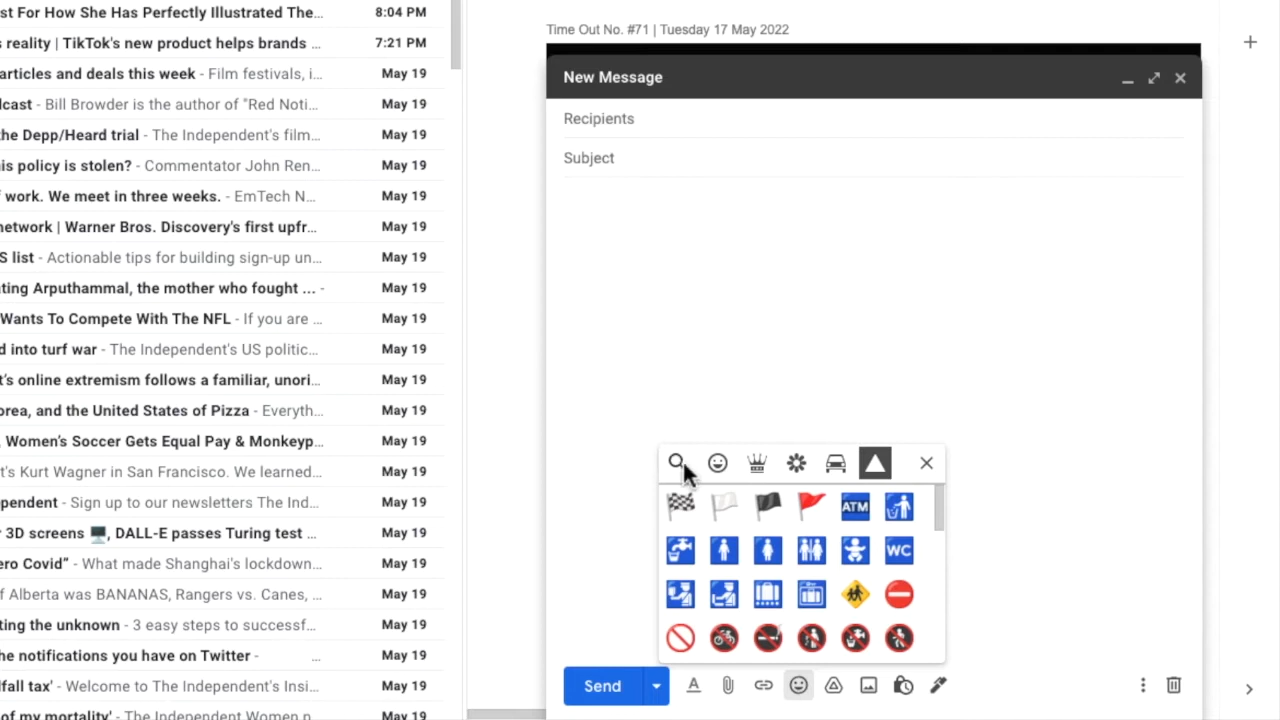 st For How She Has Perfectly Illustrated The... 8:04 PM
s reality | TikTok's new product helps brands ... 7:21 PM
articles and deals this week - Film festivals, i... May 19
dcast - Bill Browder is the author of "Red Noti... May 19
the Depp/Heard trial - The Independent's film... May 19
is policy is stolen? - Commentator John Ren... May 19
f work. We meet in three weeks. - EmTech N... May 19
network | Warner Bros. Discovery's first upfr... May 19
S list - Actionable tips for building sign-up un... May 19
ting Arputhammal, the mother who fought ... - May 19
Wants To Compete With The NFL - If you are ... May 19
d into turf war - The Independent's US politic... May 19
t's online extremism follows a familiar, unori... May 19
orea, and the United States of Pizza - Everyth... May 19
, Women's Soccer Gets Equal Pay & Monkeyp... May 19
t's Kurt Wagner in San Francisco. We learned... May 19
ependent - Sign up to our newsletters The Ind... May 19
r 3D screens 🖥️, DALL-E passes Turing test ... May 19
ero Covid" - What made Shanghai's lockdown... May 19
f Alberta was BANANAS, Rangers vs. Canes, ... May 19
ting the unknown - 3 easy steps to successf... May 19
he notifications you have on Twitter - ... May 19
dfall tax' - Welcome to The Independent's Insi... May 19
of my mortality' - The Independent Women n... May 19
Time Out No. #71 | Tuesday 17 May 2022
New Message
Recipients
Subject
ATM
WC
Send